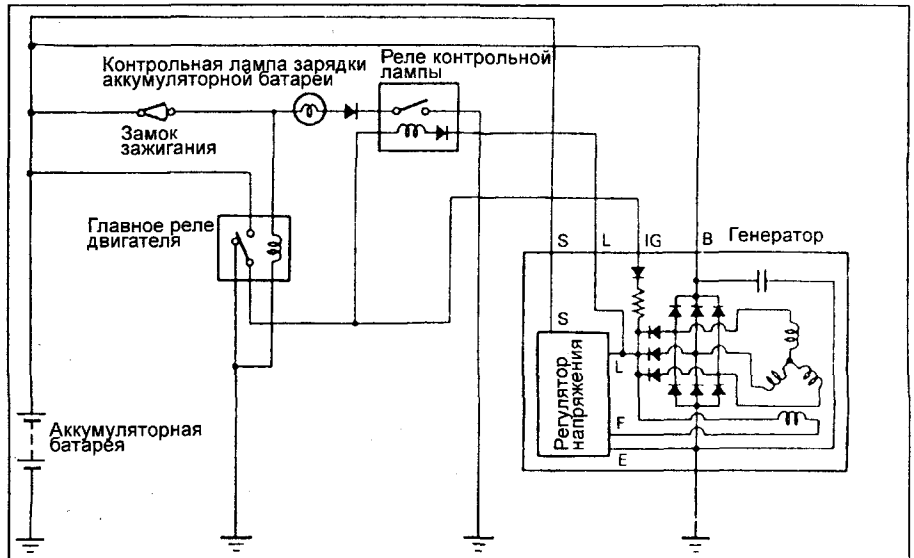 Контрольная лампа зарядки
аккумуляторной батареи
Реле контрольной
лампы
Замок
зажигания
Главное реле
двигателя
S L IG B Генератор
S
L
F
E
Регулятор
напряжения
Аккумуляторная
батарея